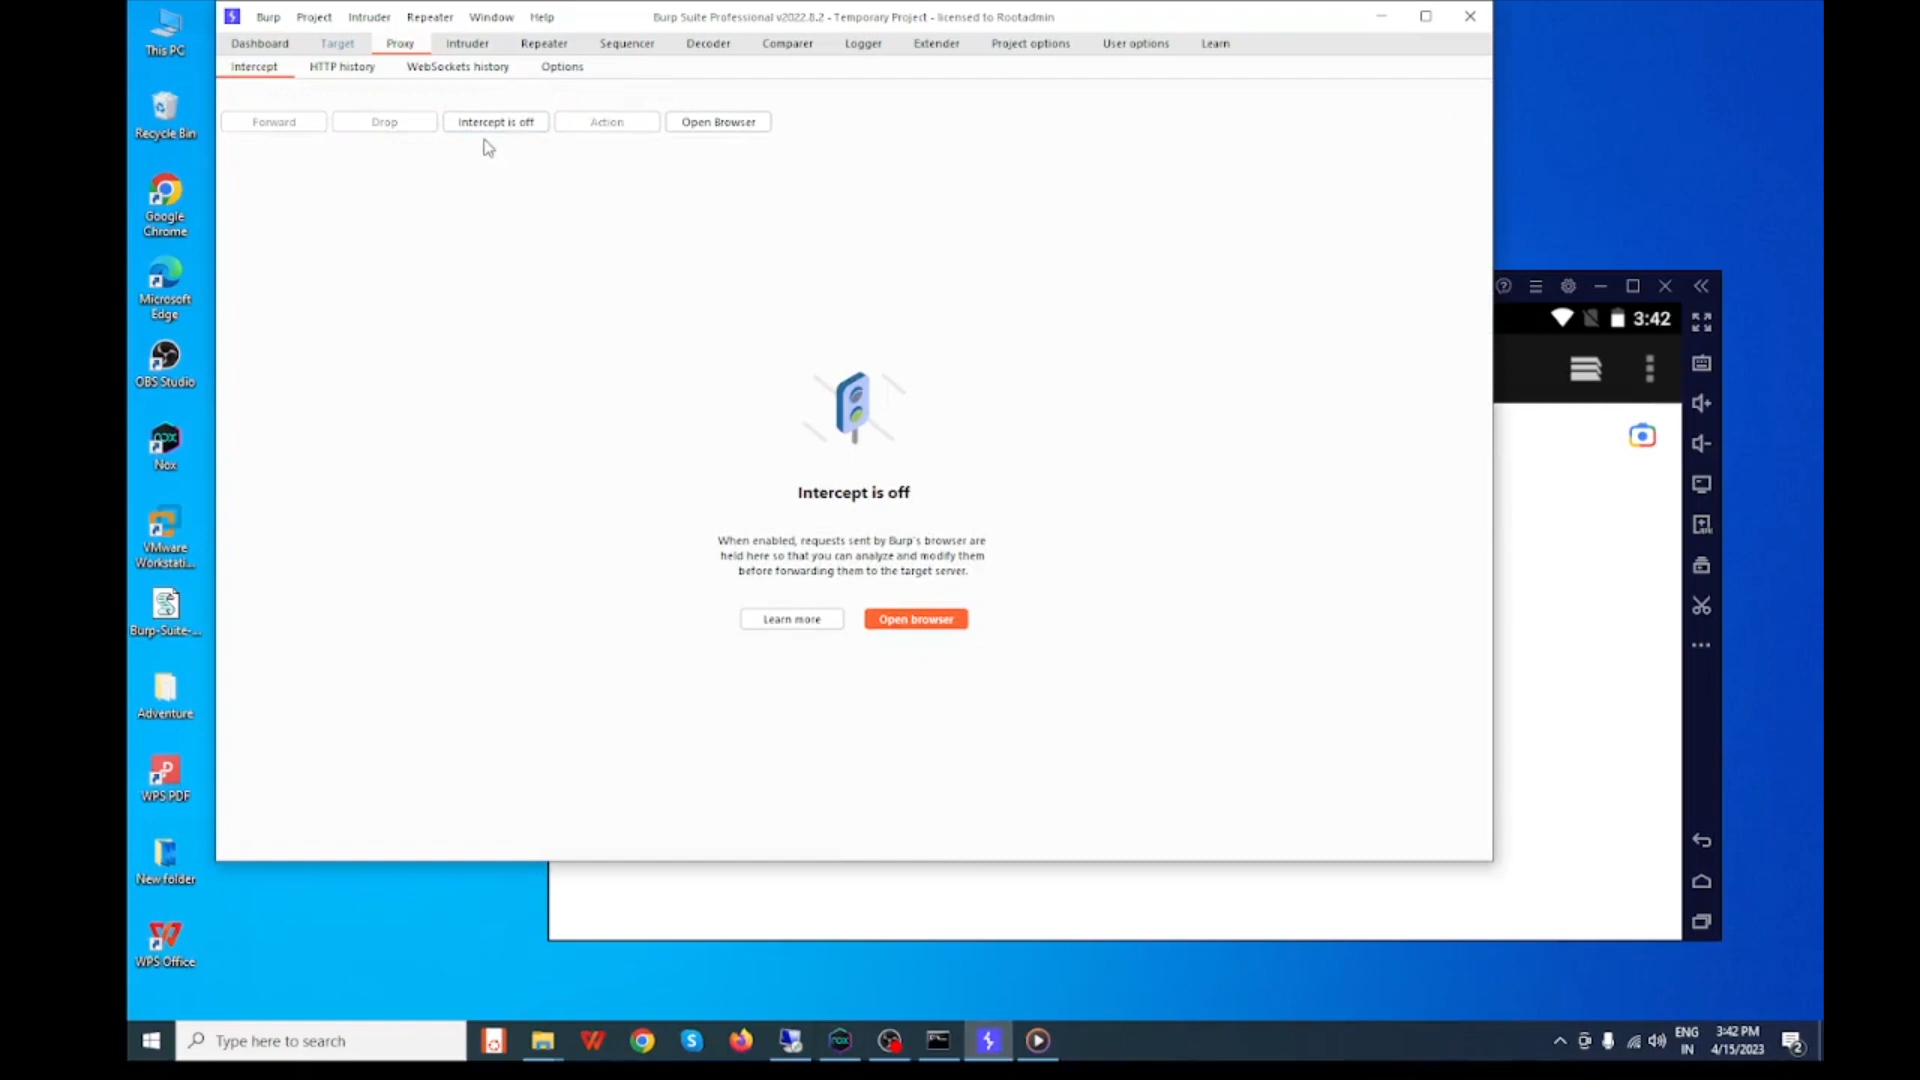 Burp Project Intruder Repeater Window Help Burp Suite Professional v2022.8.2 - Temporary Project - licensed to Rootadmin
Dashboard Target Proxy Intruder Repeater Sequencer Decoder Comparer Logger Extender Project options User options Learn
Intercept HTTP history WebSockets history Options
Forward Drop Intercept is off Action Open Browser
Intercept is off
When enabled, requests sent by Burp's browser are
held here so that you can analyze and modify them
before forwarding them to the target server.
Learn more Open browser
This PC
Recycle Bin
Google
Chrome
Microsoft
Edge
OBS Studio
nox
Nox
VMware
Workstati...
Burp-Suite-...
Adventure
WPS PDF
New folder
WPS Office
3:42
Type here to search
nox
ENG
IN
3:42 PM
4/15/2023
2